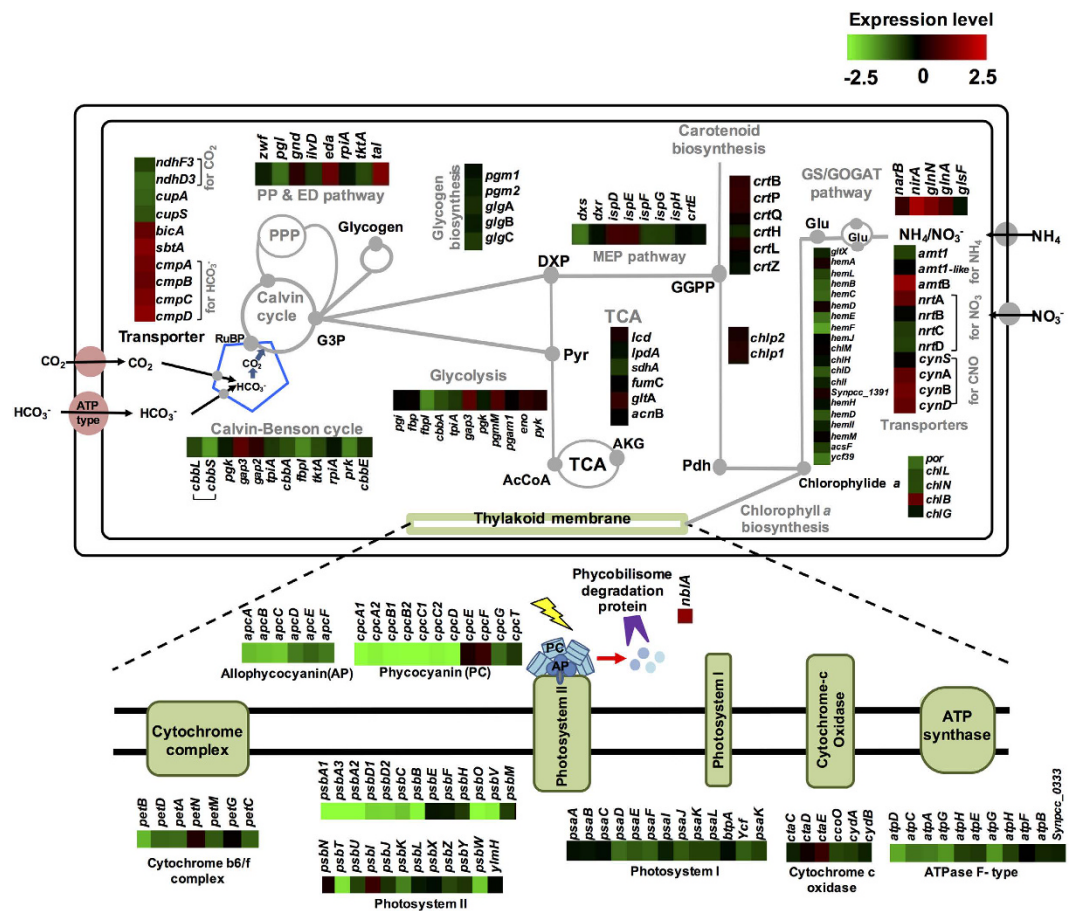 Expression level
-2.5 0 2.5
ndhF3
ndhD3
cupA
cupS
bicA
sbtA
cmpA
cmpB
cmpC
cmpD
for CO2
for HCO3-
Transporter
zwf
pgl
gnd
ilvD
eda
rpiA
tktA
tal
PP & ED pathway
PPP
Glycogen
Calvin
cycle
RuBP
G3P
CO2
HCO3-
CO2
CO2
HCO3-
ATP
type
HCO3-
Glycogen
biosynthesis
pgm1
pgm2
glgA
glgB
glgC
dxs
dxr
ispD
ispE
ispF
ispG
ispH
crtE
MEP pathway
DXP
Pyr
GGPP
Carotenoid
biosynthesis
crtB
crtP
crtQ
crtH
crtL
crtZ
chlp2
chlp1
TCA
Icd
lpdA
sdhA
fumC
gltA
acnB
Glycolysis
pgi
fbp
fbpI
cbbA
tpiA
gap3
pgk
pgmM
pgam1
eno
pyk
AKG
TCA
AcCoA
Pdh
Calvin-Benson cycle
cbbL
cbbS
pgk
gap3
gap2
tpiA
cbbA
fbpI
tktA
rpiA
prk
cbbE
GS/GOGAT
pathway
narB
nirA
glnN
glnA
glsF
Glu
Glu
NH4/NO3-
NH4
NO3-
gltX
hemA
hemL
hemB
hemC
hemD
hemE
hemF
hemJ
chlM
chlH
chlD
chlI
Synpcc_1391
hemH
hemD
hemII
hemM
acsF
ycf39
amt1
amt1-like
amtB
nrtA
nrtB
nrtC
nrtD
cynS
cynA
cynB
cynD
for NH4
for NO3
for CNO
Transporters
Chlorophylide a
por
chlL
chlN
chlB
chlG
Chlorophyll a
biosynthesis
Thylakoid membrane
apcA
apcB
apcC
apcD
apcE
apcF
Allophycocyanin(AP)
cpcA1
cpcA2
cpcB1
cpcB2
cpcC1
cpcC2
cpcD
cpcE
cpcF
cpcG
cpcT
Phycocyanin (PC)
PC
AP
Phycobilisome
degradation
protein
nblA
Cytochrome
complex
Photosystem II
Photosystem I
Cytochrome-c
Oxidase
ATP
synthase
petB
petD
petA
petN
petM
petG
petC
Cytochrome b6/f
complex
psbA1
psbA3
psbA2
psbD1
psbD2
psbC
psbB
psbE
psbF
psbH
psbO
psbV
psbM
psbN
psbT
psbU
psbI
psbJ
psbK
psbL
psbX
psbZ
psbY
psbW
ylmH
Photosystem II
psaA
psaB
psaC
psaD
psaE
psaF
psaI
psaJ
psaK
psaL
btpA
Ycf
psaK
Photosystem I
ctaC
ctaD
ctaE
ccoO
cydA
cydB
Cytochrome c
oxidase
atpD
atpC
atpA
atpG
atpH
atpE
atpG
atpH
atpF
atpB
Synpcc_0333
ATPase F- type